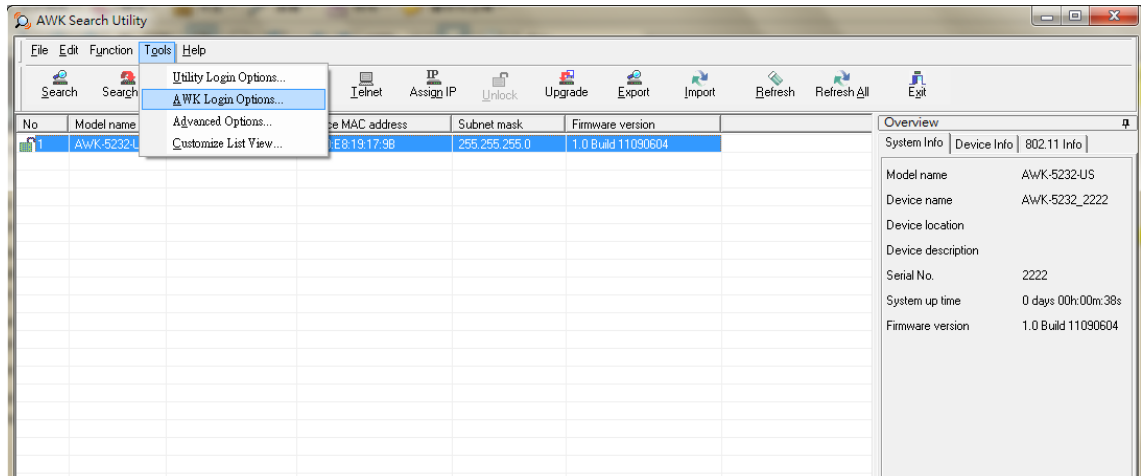 AWK Search Utility
File Edit Function Tools Help
Search Search Telnet Assign IP Unlock Upgrade Export Import Refresh Refresh All Exit
Utility Login Options...
AWK Login Options...
Advanced Options...
Customize List View...
No Model name MAC address Subnet mask Firmware version
1 AWK-5232-U E8:19:17:9B 255.255.255.0 1.0 Build 11090604
Overview
System Info Device Info 802.11 Info
Model name AWK-5232-US
Device name AWK-5232_2222
Device location
Device description
Serial No. 2222
System up time 0 days 00h:00m:38s
Firmware version 1.0 Build 11090604